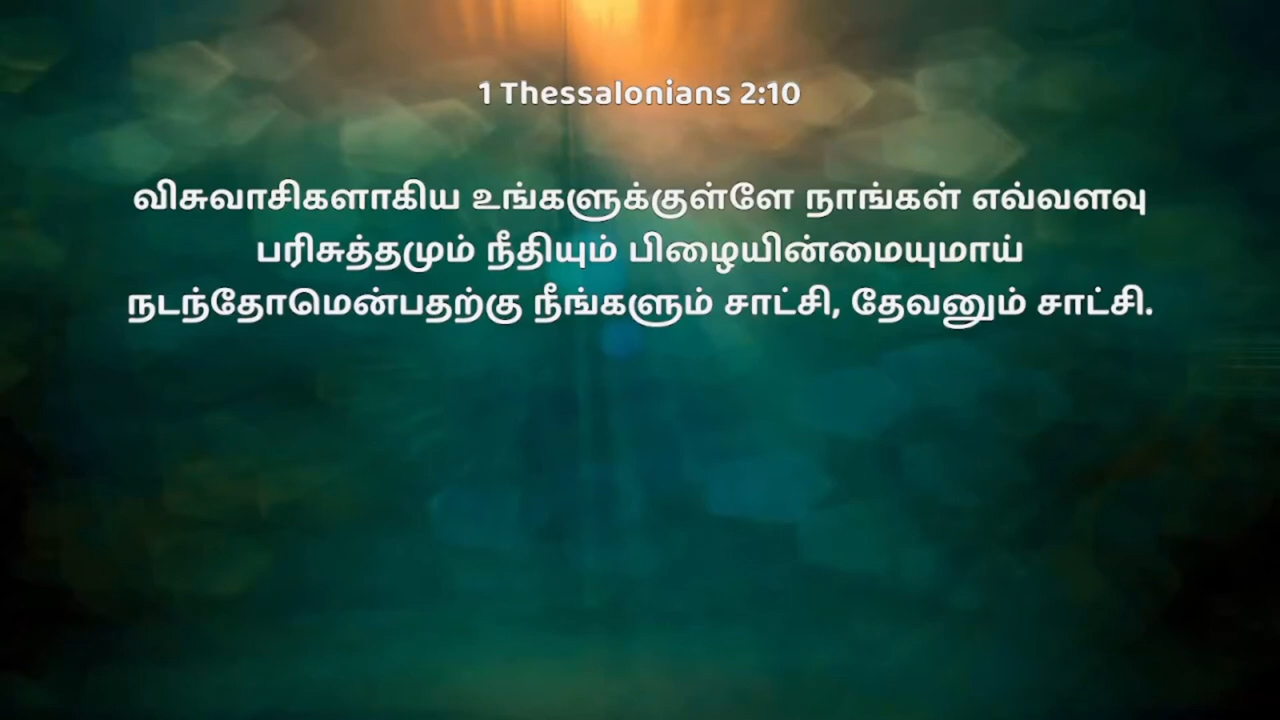 1 Thessalonians 2:10
விசுவாசிகளாகிய உங்களுக்குள்ளே நாங்கள் எவ்வளவு
பரிசுத்தமும் நீதியும் பிழையின்மையுமாய்
நடந்தோமென்பதற்கு நீங்களும் சாட்சி, தேவனும் சாட்சி.